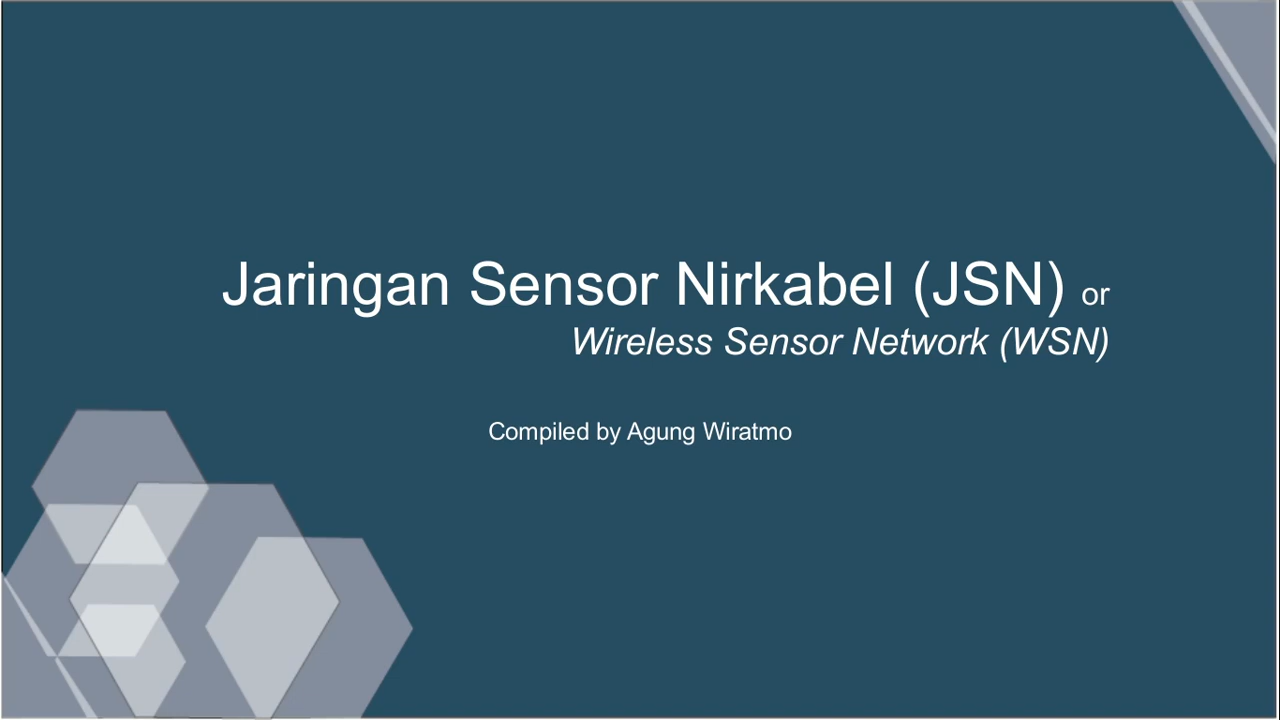 Jaringan Sensor Nirkabel (JSN) or
Wireless Sensor Network (WSN)
Compiled by Agung Wiratmo